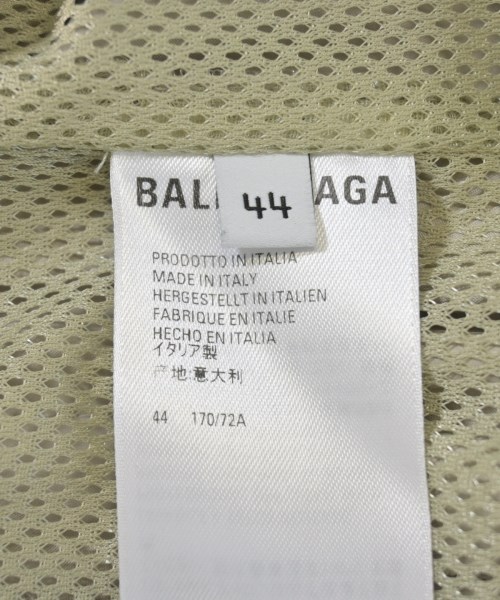 BAL AGA
44
PRODOTTO IN ITALIA
MADE IN ITALY
HERGESTELLT IN ITALIEN
FABRIQUE EN ITALIE
HECHO EN ITALIA
イタリア製
产地:意大利
44 170/72A